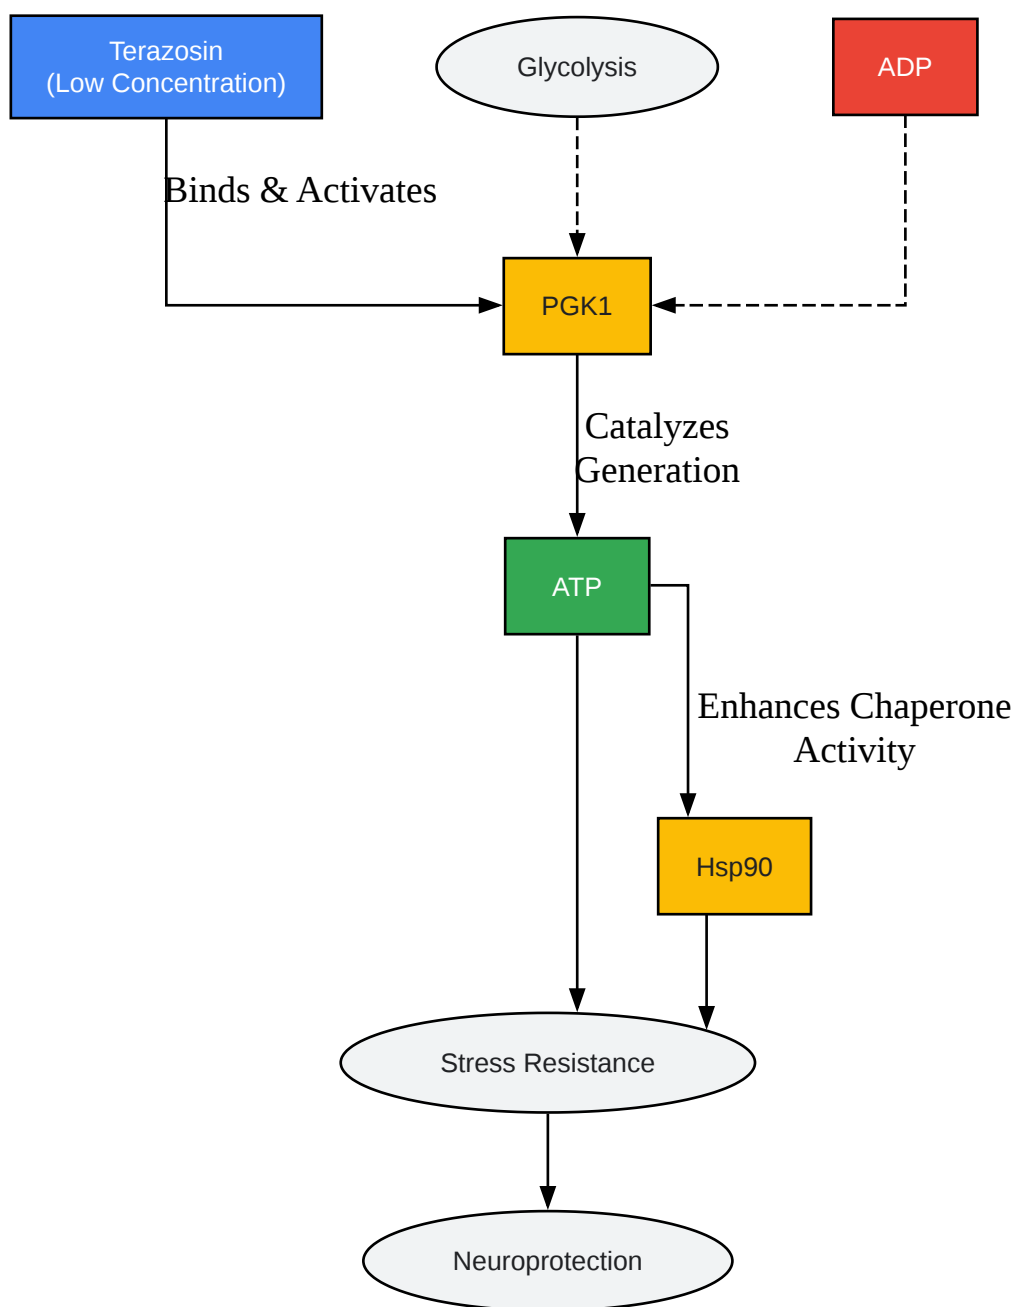 Terazosin
(Low Concentration)
Glycolysis
ADP
Binds & Activates
PGK1
Catalyzes
Generation
ATP
Enhances Chaperone
Activity
Hsp90
Stress Resistance
Neuroprotection